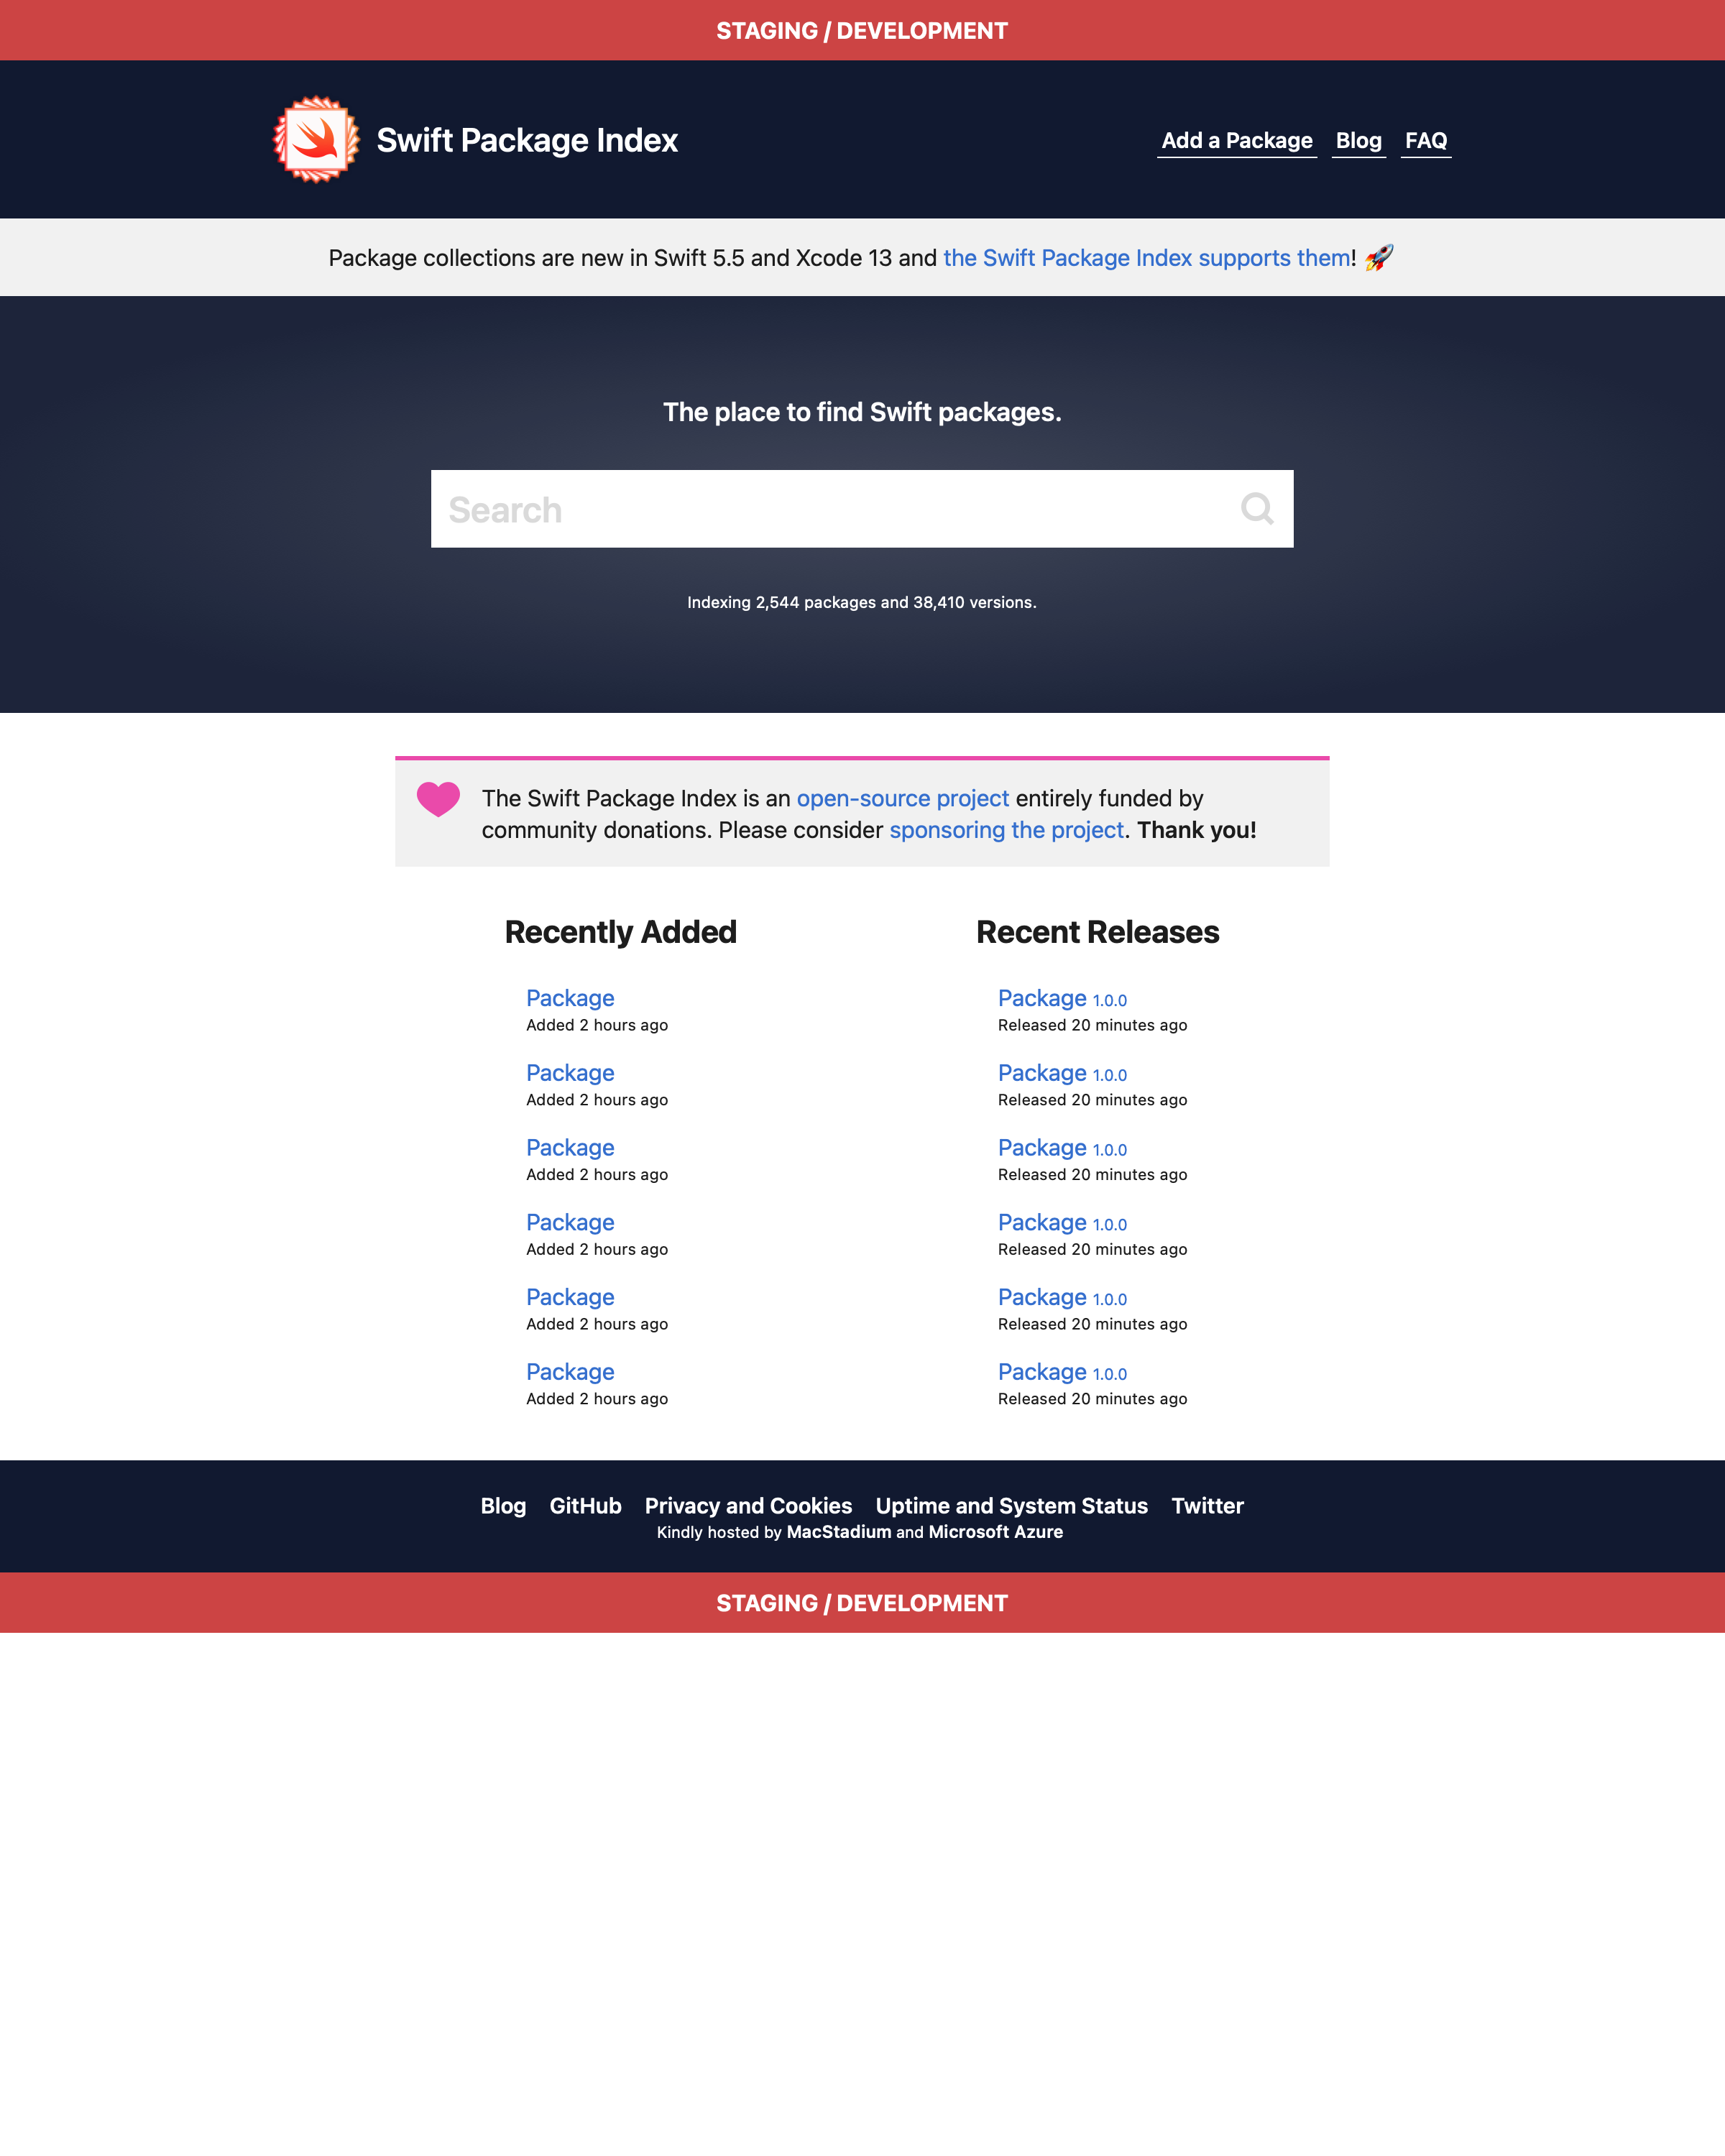 STAGING / DEVELOPMENT
Swift Package Index
Add a Package Blog FAQ
Package collections are new in Swift 5.5 and Xcode 13 and the Swift Package Index supports them! 🚀
The place to find Swift packages.
Search
Indexing 2,544 packages and 38,410 versions.
The Swift Package Index is an open-source project entirely funded by
community donations. Please consider sponsoring the project. Thank you!
Recently Added
Package
Added 2 hours ago
Package
Added 2 hours ago
Package
Added 2 hours ago
Package
Added 2 hours ago
Package
Added 2 hours ago
Package
Added 2 hours ago
Recent Releases
Package 1.0.0
Released 20 minutes ago
Package 1.0.0
Released 20 minutes ago
Package 1.0.0
Released 20 minutes ago
Package 1.0.0
Released 20 minutes ago
Package 1.0.0
Released 20 minutes ago
Package 1.0.0
Released 20 minutes ago
Blog GitHub Privacy and Cookies Uptime and System Status Twitter
Kindly hosted by MacStadium and Microsoft Azure
STAGING / DEVELOPMENT